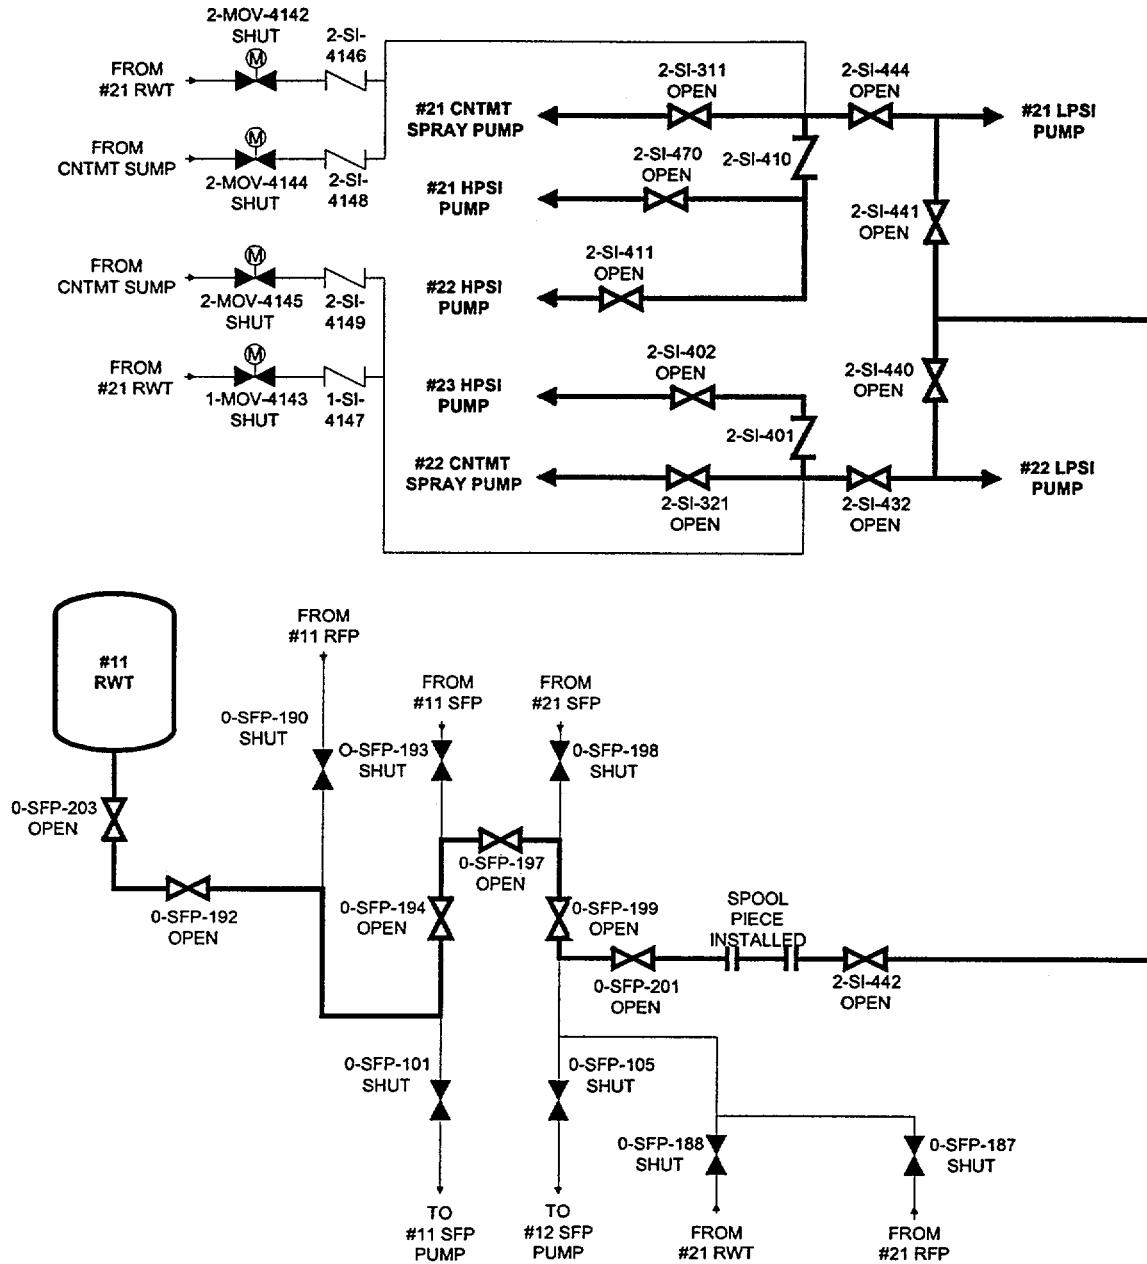 2-MOV-4142
SHUT
2-SI-
4146
M
FROM
#21 RWT
2-SI-311
OPEN
2-SI-444
OPEN
#21 CNTMT
SPRAY PUMP
#21 LPSI
PUMP
M
FROM
CNTMT SUMP
2-MOV-4144
SHUT
2-SI-
4148
2-SI-470
OPEN
2-SI-410
#21 HPSI
PUMP
2-SI-441
OPEN
M
FROM
CNTMT SUMP
2-MOV-4145
SHUT
2-SI-
4149
2-SI-411
OPEN
#22 HPSI
PUMP
M
FROM
#21 RWT
1-MOV-4143
SHUT
1-SI-
4147
2-SI-402
OPEN
2-SI-440
OPEN
#23 HPSI
PUMP
2-SI-401
#22 CNTMT
SPRAY PUMP
#22 LPSI
PUMP
2-SI-321
OPEN
2-SI-432
OPEN
#11
RWT
FROM
#11 RFP
FROM
#11 SFP
FROM
#21 SFP
0-SFP-190
SHUT
O-SFP-193
SHUT
0-SFP-198
SHUT
0-SFP-203
OPEN
0-SFP-197
OPEN
0-SFP-192
OPEN
0-SFP-194
OPEN
0-SFP-199
OPEN
SPOOL
PIECE
INSTALLED
0-SFP-201
OPEN
2-SI-442
OPEN
0-SFP-101
SHUT
0-SFP-105
SHUT
0-SFP-188
SHUT
0-SFP-187
SHUT
TO
#11 SFP
PUMP
TO
#12 SFP
PUMP
FROM
#21 RWT
FROM
#21 RFP